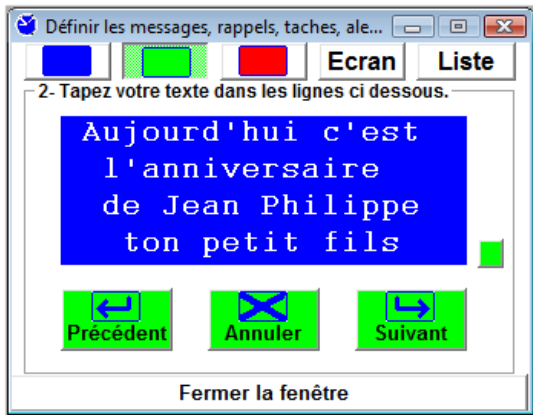 Définir les messages, rappels, taches, ale...
Ecran Liste
2- Tapez votre texte dans les lignes ci dessous.
Aujourd'hui c'est
l'anniversaire
de Jean Philippe
ton petit fils
Précédent Annuler Suivant
Fermer la fenêtre